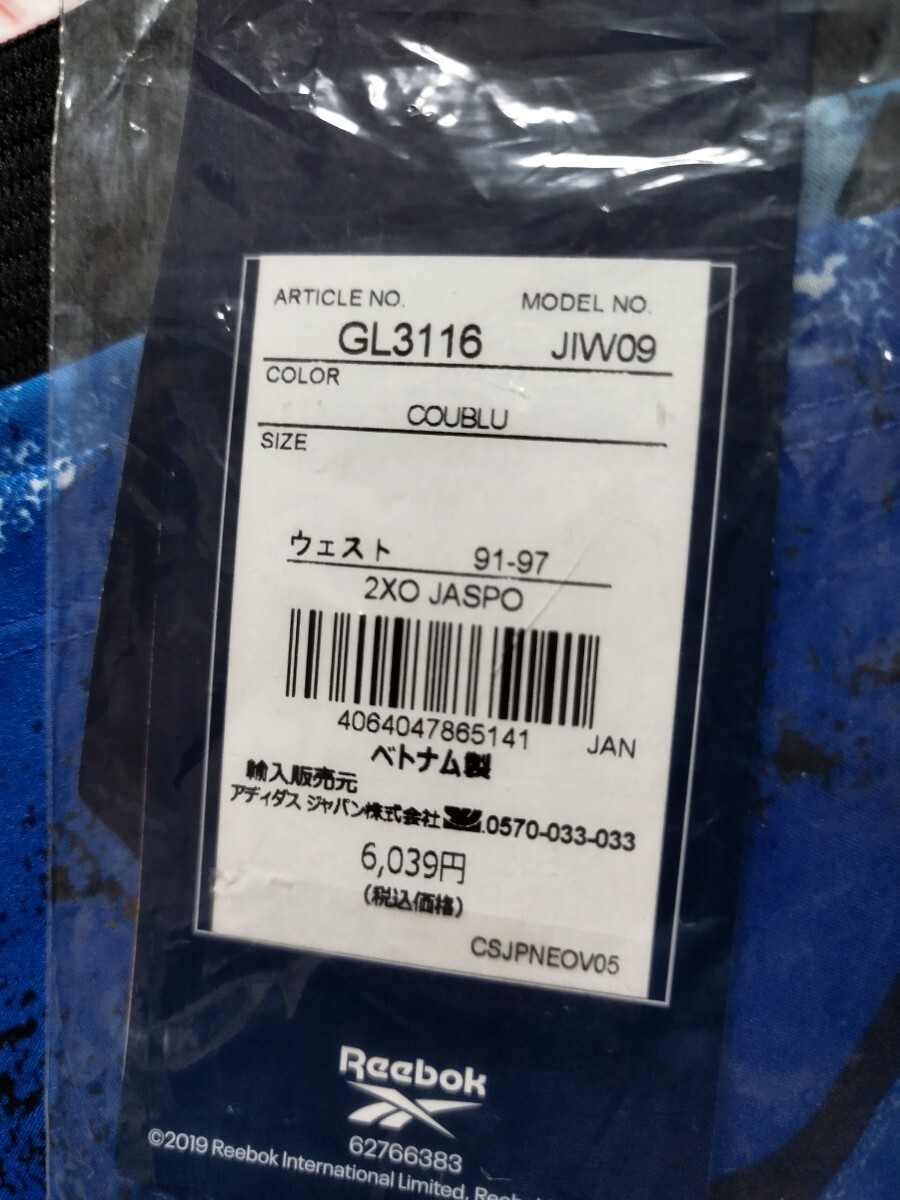 ARTICLE NO. MODEL NO.
GL3116 JIW09
COLOR
COUBLU
SIZE
ウェスト 91-97
2XO JASPO
4064047865141 JAN
ベトナム製
輸入販売元
アディダス ジャパン株式会社 .0570-033-033
6,039円
(税込価格)
CSJPNEOV05
Reebok
62766383
©2019 Reebok International Limited,